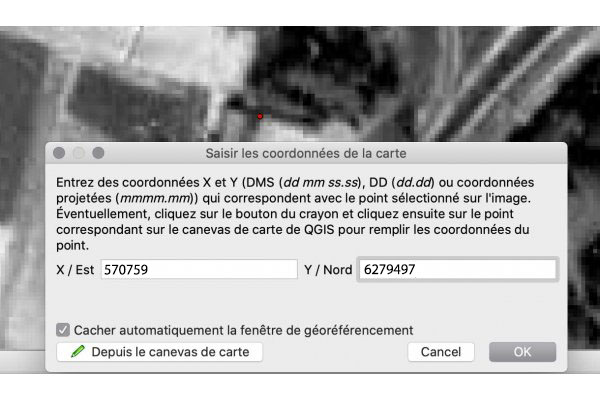 Saisir les coordonnées de la carte
Entrez des coordonnées X et Y (DMS (dd mm ss.ss), DD (dd.dd) ou coordonnées
projetées (mmmm.mm)) qui correspondent avec le point sélectionné sur l'image.
Éventuellement, cliquez sur le bouton du crayon et cliquez ensuite sur le point
correspondant sur le canevas de carte de QGIS pour remplir les coordonnées du
point.
X / Est 570759 Y / Nord 6279497
Cacher automatiquement la fenêtre de géoréférencement
Depuis le canevas de carte Cancel OK